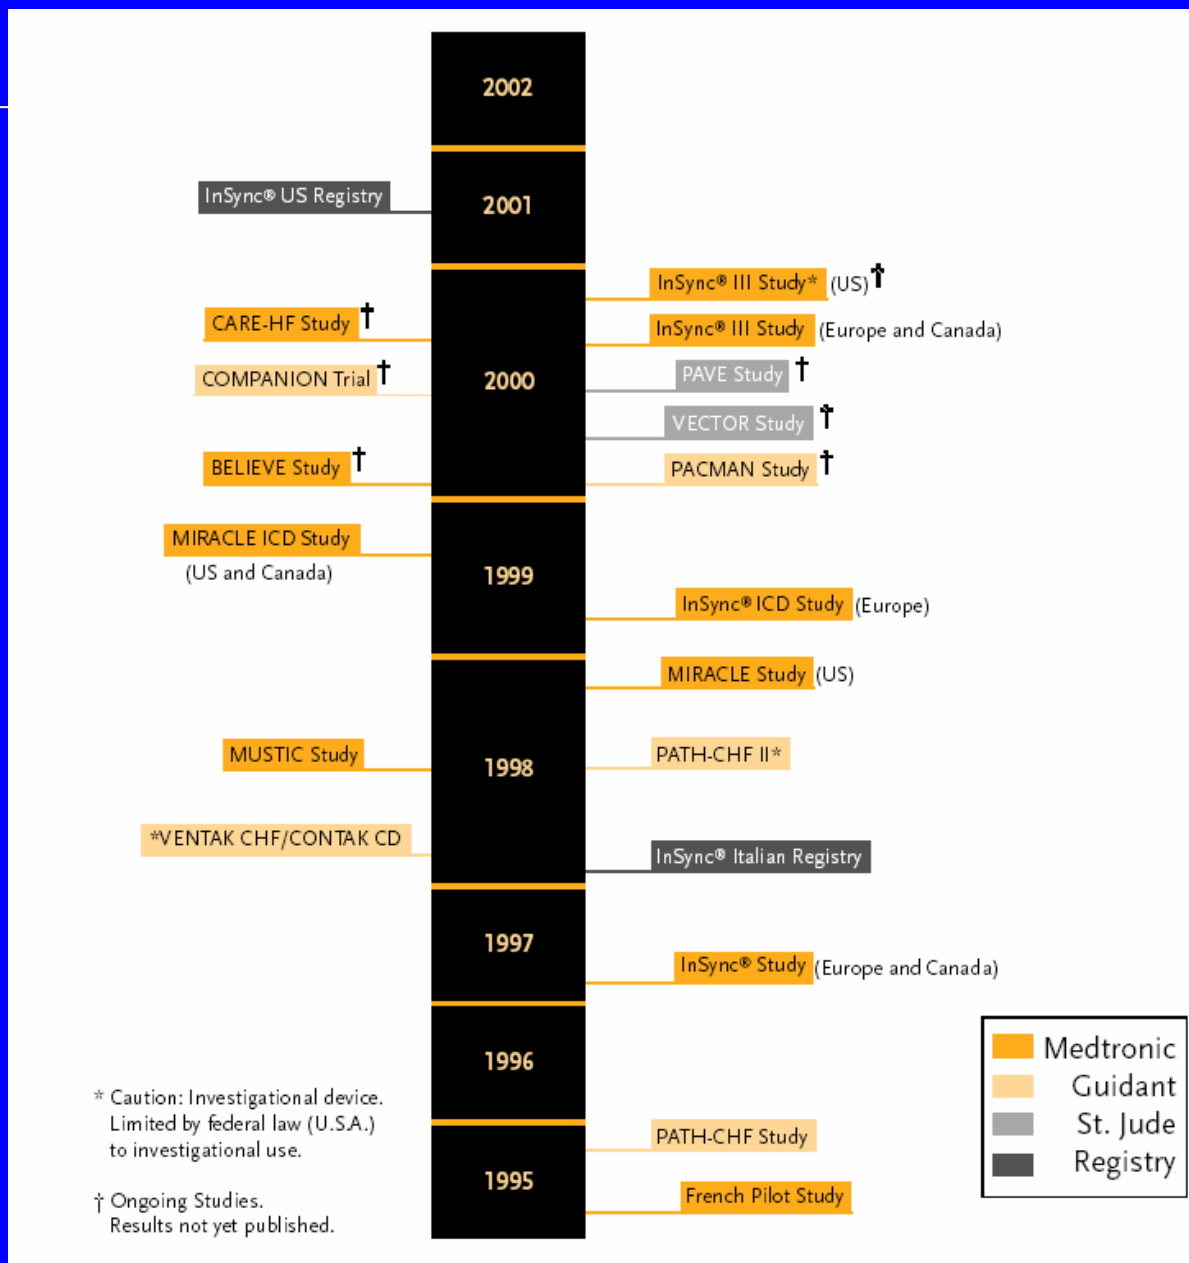 2002
InSync® US Registry
2001
InSync® III Study* (US)†
CARE-HF Study †
InSync® III Study (Europe and Canada)
COMPANION Trial †
2000
PAVE Study †
VECTOR Study †
BELIEVE Study †
PACMAN Study †
MIRACLE ICD Study
(US and Canada)
1999
InSync® ICD Study (Europe)
MIRACLE Study (US)
MUSTIC Study
1998
PATH-CHF II*
*VENTAK CHF/CONTAK CD
InSync® Italian Registry
1997
InSync® Study (Europe and Canada)
1996
PATH-CHF Study
1995
French Pilot Study
* Caution: Investigational device.
Limited by federal law (U.S.A.)
to investigational use.
† Ongoing Studies.
Results not yet published.
Medtronic
Guidant
St. Jude
Registry